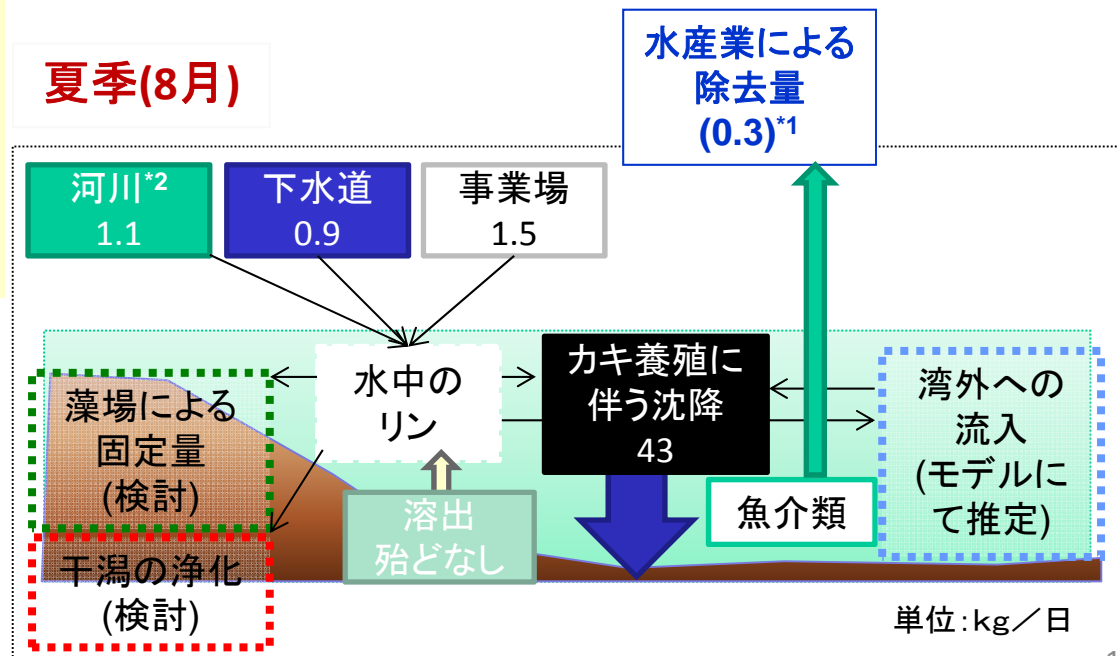 夏季(8月)
水産業による
除去量
(0.3)*1
河川*2
1.1
下水道
0.9
事業場
1.5
藻場による
固定量
(検討)
干潟の浄化
(検討)
水中の
リン
溶出
殆どなし
カキ養殖に
伴う沈降
43
魚介類
湾外への
流入
(モデルに
て推定)
単位:kg/日
1